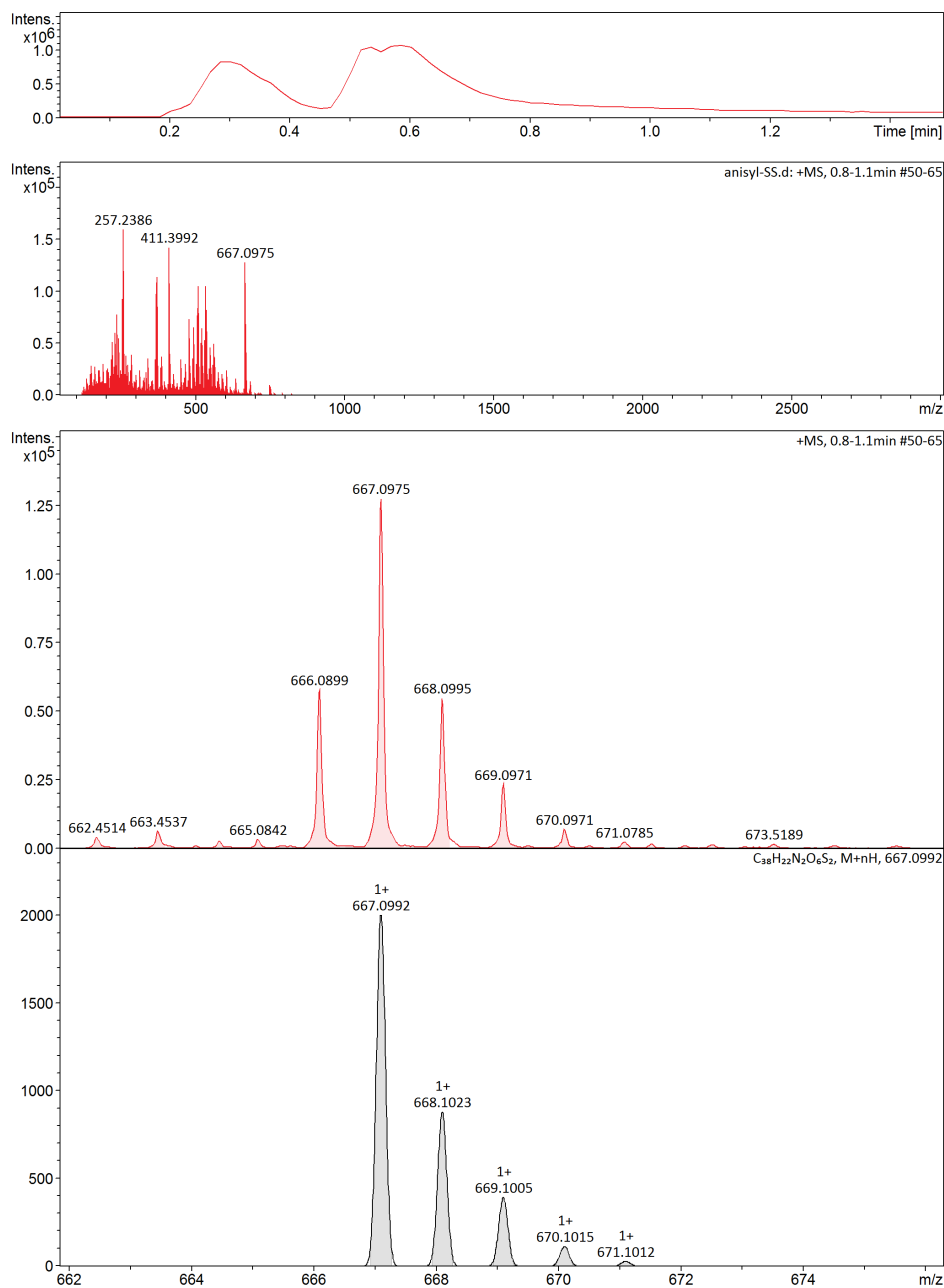 Intens.
x10⁶
1.0
0.5
0.0
0.2 0.4 0.6 0.8 1.0 1.2 Time [min]
Intens.
x10⁵
anisyl-SS.d: +MS, 0.8-1.1min #50-65
257.2386
411.3992
667.0975
1.5
1.0
0.5
0.0
500 1000 1500 2000 2500 m/z
Intens.
x10⁵
+MS, 0.8-1.1min #50-65
667.0975
1.25
1.00
0.75
666.0899
668.0995
0.50
669.0971
0.25
662.4514 663.4537 665.0842 670.0971 671.0785 673.5189
0.00
C₃₈H₂₂N₂O₆S₂, M+nH, 667.0992
1+
667.0992
2000
1500
1+
668.1023
1000
1+
669.1005
500
1+
670.1015
1+
671.1012
0
662 664 666 668 670 672 674 m/z